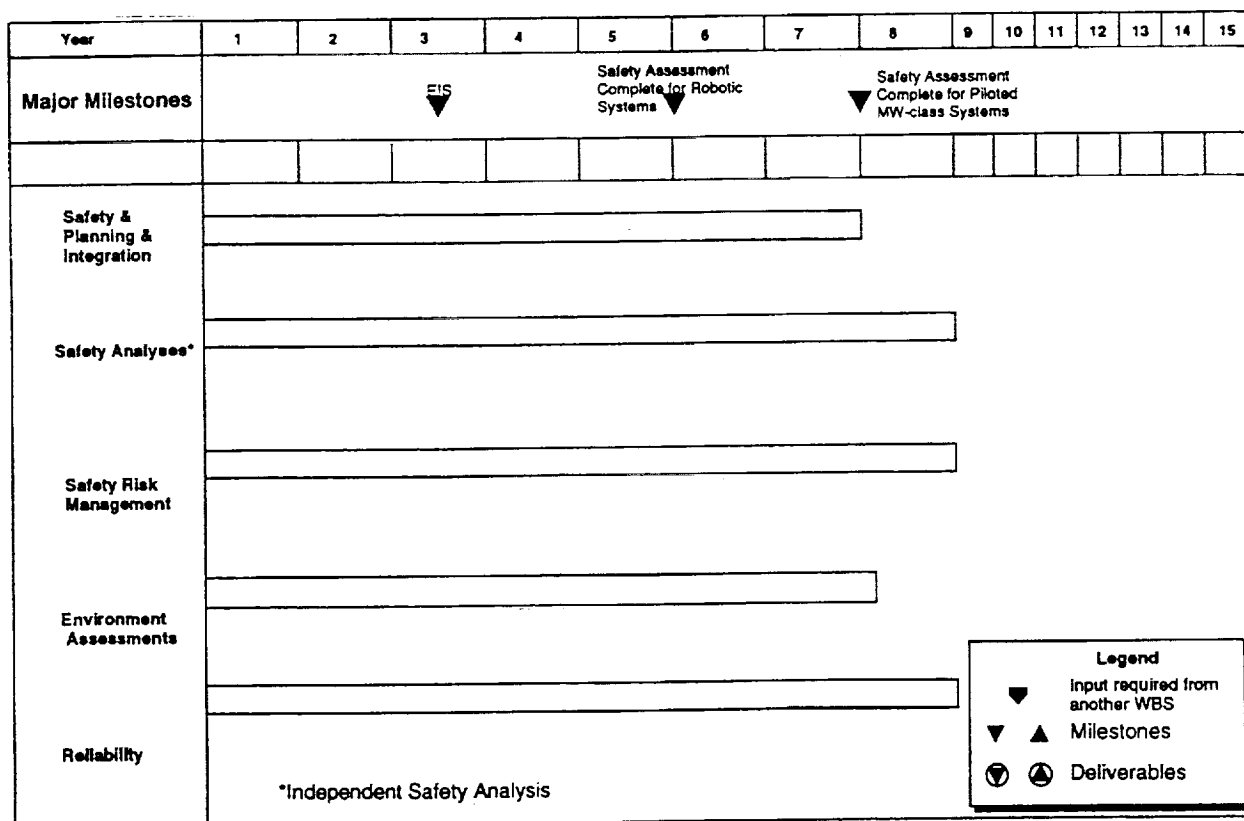 Year 1 2 3 4 5 6 7 8 9 10 11 12 13 14 15
Major Milestones
EIS
Safety Assessment
Complete for Robotic
Systems
Safety Assessment
Complete for Piloted
MW-class Systems
Safety &
Planning &
Integration
Safety Analyses*
Safety Risk
Management
Environment
Assessments
Reliability
*Independent Safety Analysis
Legend
Input required from
another WBS
Milestones
Deliverables